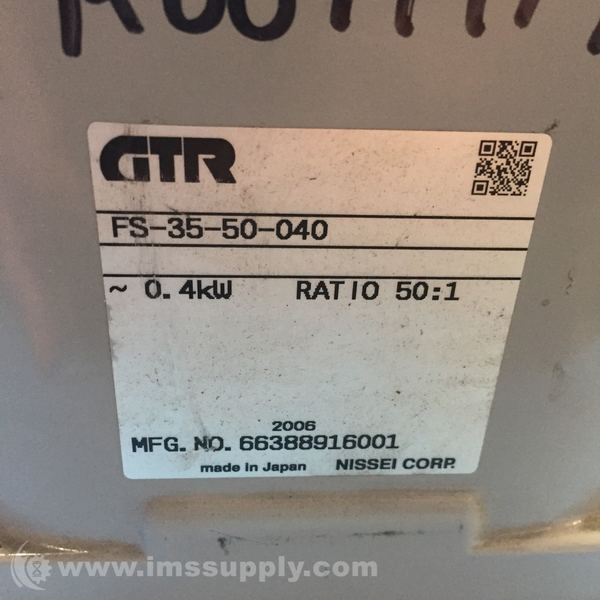 GTR
FS-35-50-040
~ 0.4kW RATIO 50:1
2006
MFG. NO. 66388916001
made in Japan NISSEI CORP.
www.imssupply.com